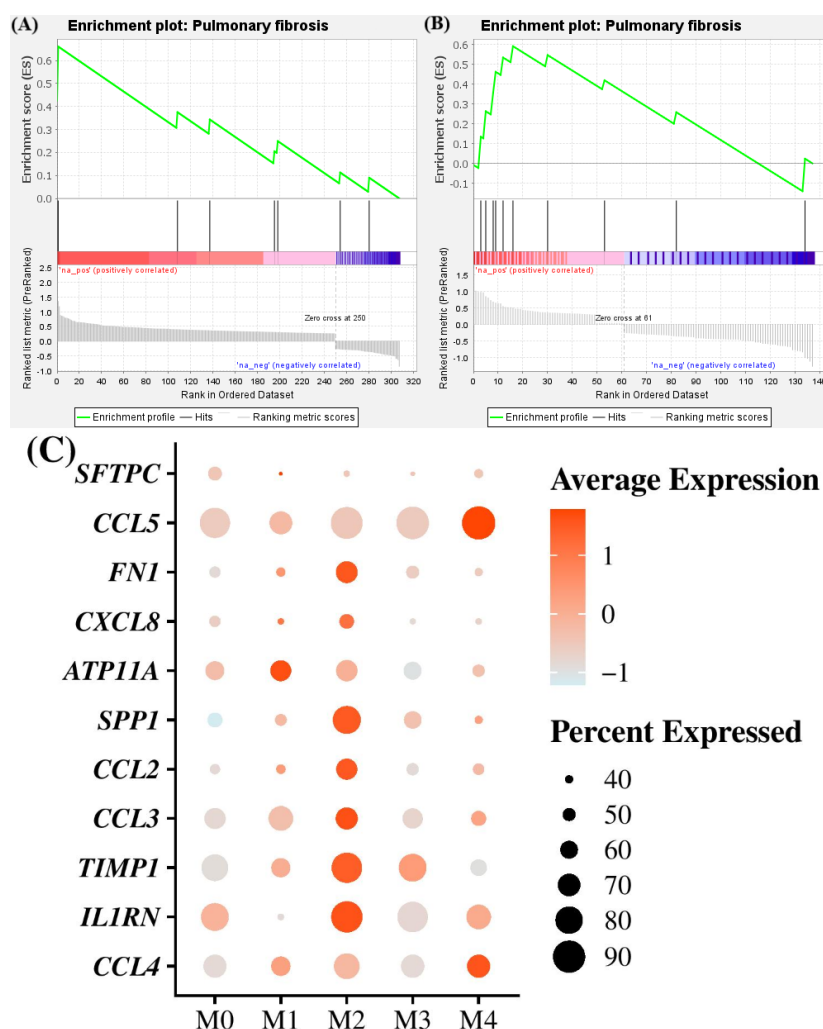 (A)
Enrichment plot: Pulmonary fibrosis
Enrichment score (ES)
0.6
0.5
0.4
0.3
0.2
0.1
0.0
'na_pos' (positively correlated)
Ranked list metric (PreRanked)
2.5
2.0
1.5
1.0
0.5
0.0
-0.5
-1.0
Zero cross at 250
'na_neg' (negatively correlated)
0 20 40 60 80 100 120 140 160 180 200 220 240 260 280 300
Rank in Ordered Dataset
Enrichment profile Hits Ranking metric scores
(B)
Enrichment plot: Pulmonary fibrosis
Enrichment score (ES)
0.6
0.5
0.4
0.3
0.2
0.1
0.0
-0.1
'na_pos' (positively correlated)
Ranked list metric (PreRanked)
1.5
1.0
0.5
0.0
-0.5
-1.0
Zero cross at 61
'na_neg' (negatively correlated)
0 10 20 30 40 50 60 70 80 90 100 110 120 130 140
Rank in Ordered Dataset
Enrichment profile Hits Ranking metric scores
(C)
SFTPC
CCL5
FN1
CXCL8
ATP11A
SPP1
CCL2
CCL3
TIMP1
IL1RN
CCL4
M0 M1 M2 M3 M4
Average Expression
1
0
−1
Percent Expressed
40
50
60
70
80
90